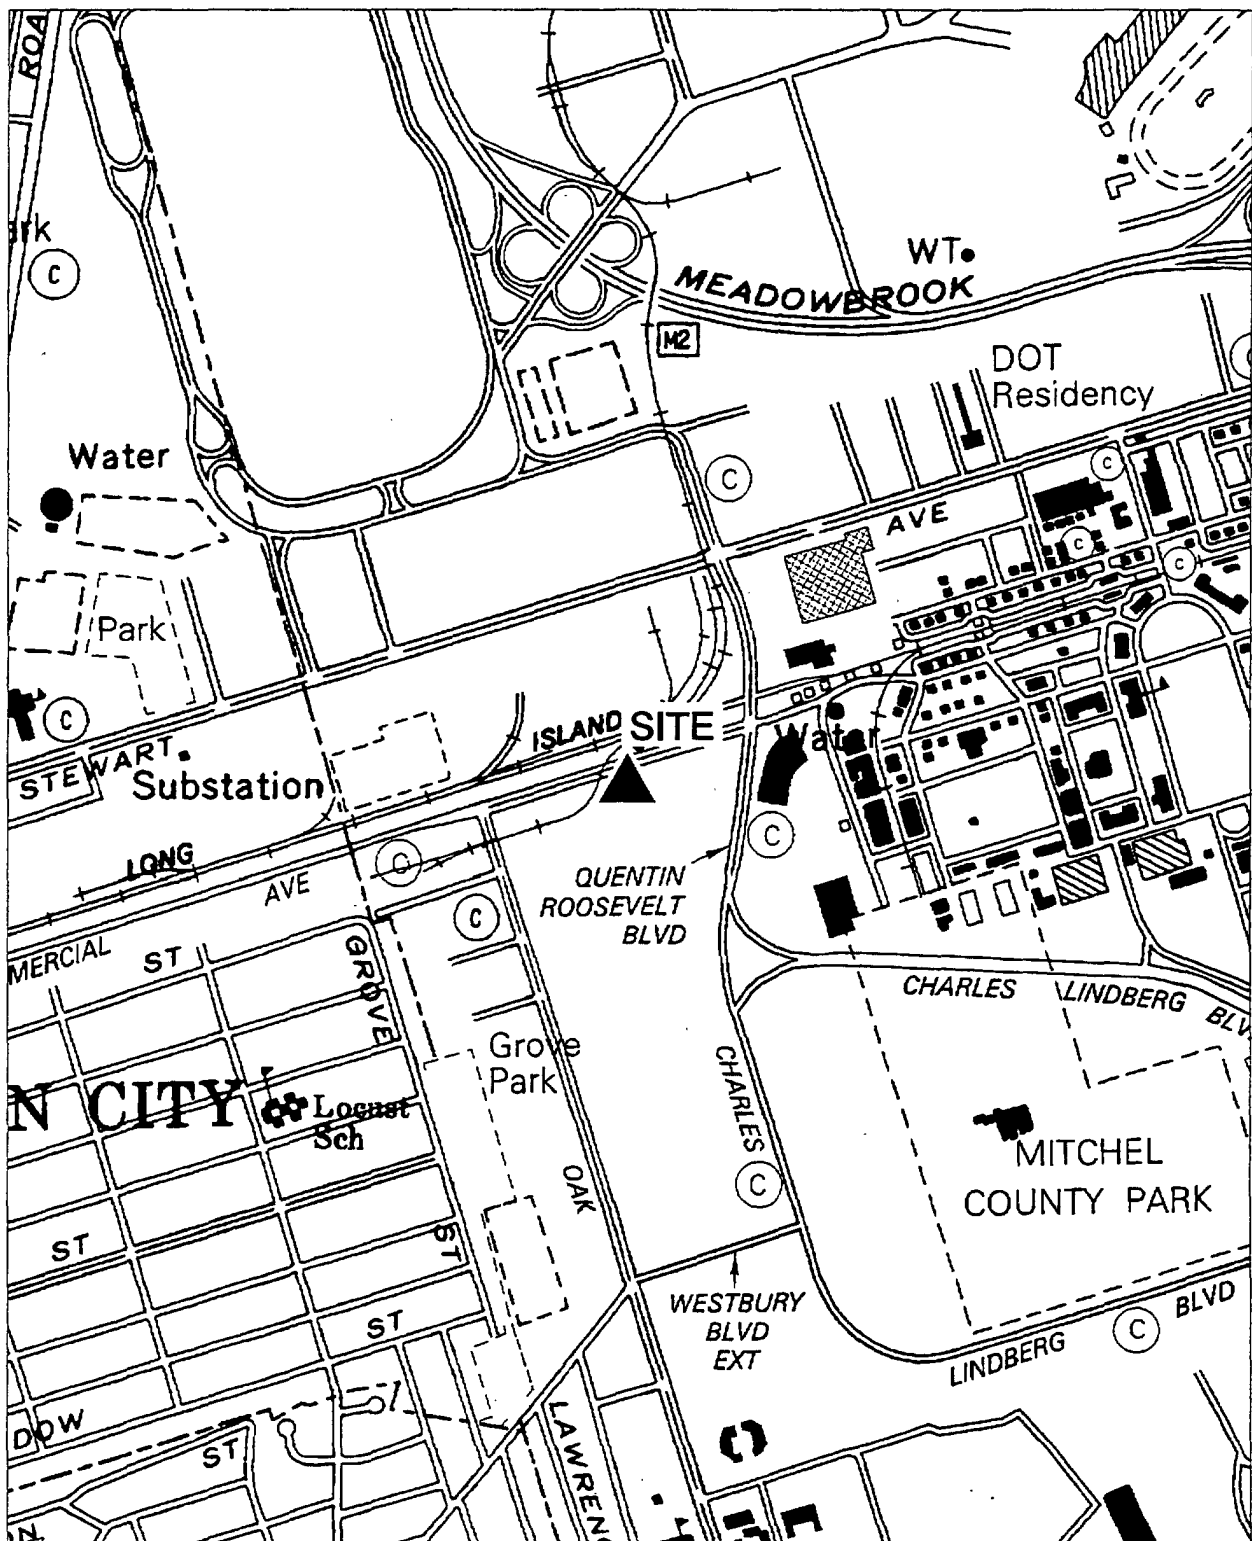 ROA
ark
C
WT
MEADOWBROOK
M2
DOT
Residency
Water
C
C
AVE
C
C
Park
C
ISLAND
SITE
Water
STEWART
Substation
LONG
AVE
C
C
QUENTIN
ROOSEVELT
BLVD
C
MERCIAL
ST
GROVE
CHARLES
LINDBERG
BLV
Grove
Park
N CITY
Locust
Sch
CHARLES
OAK
C
MITCHEL
COUNTY PARK
ST
ST
WESTBURY
BLVD
EXT
ST
LINDBERG
BLVD
C
DOW
ST
LAWRENC